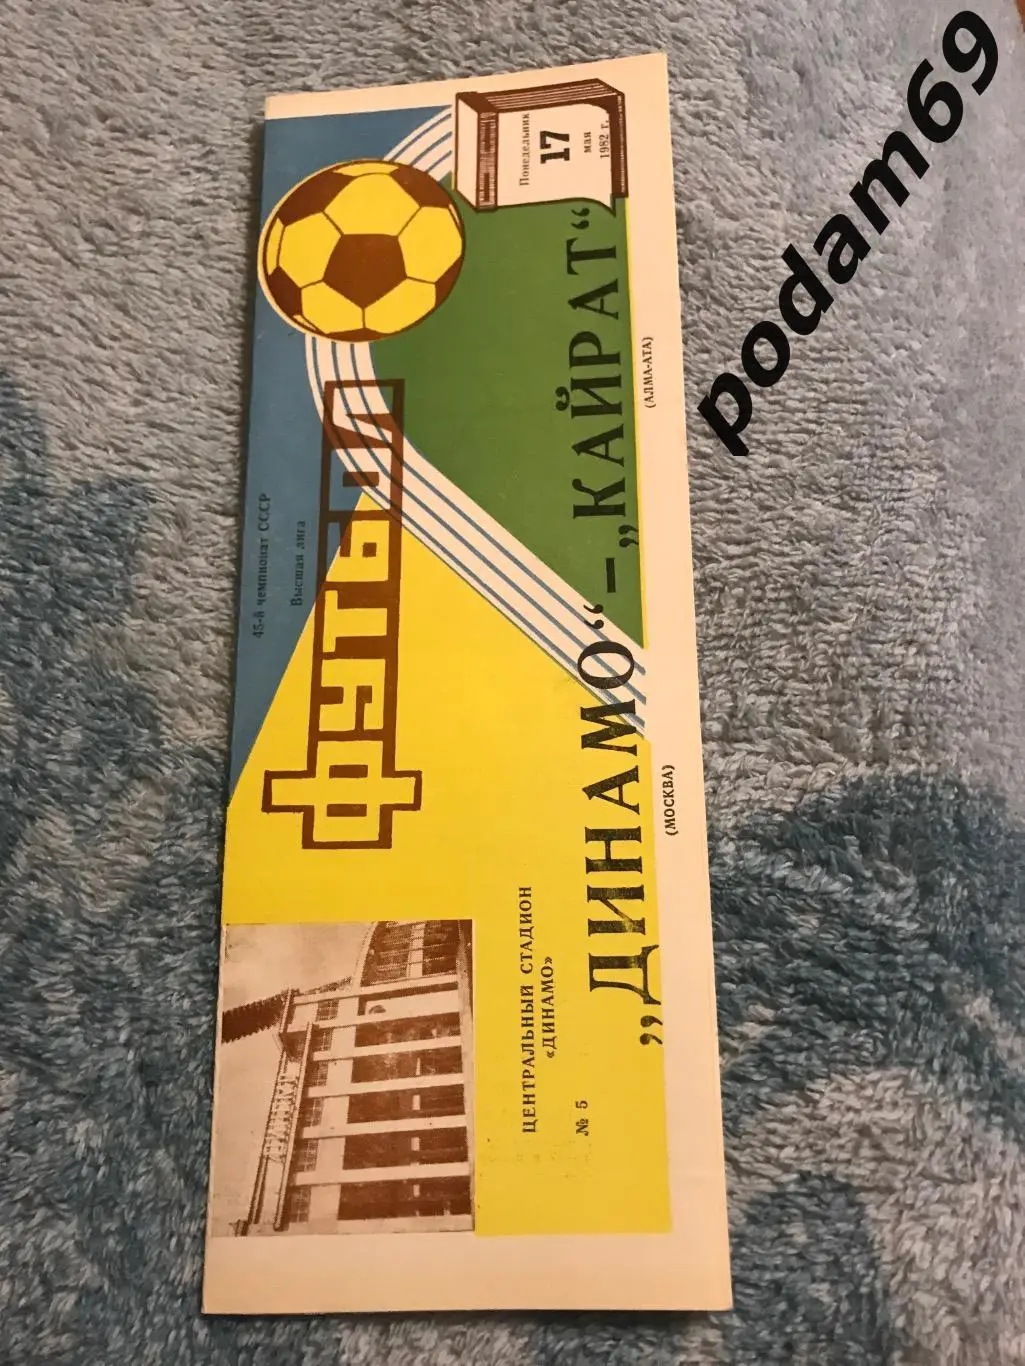 45-й чемпионат СССР
Высшая лига
ФУТБОЛ
Понедельник
17
мая
1982 г.
ЦЕНТРАЛЬНЫЙ СТАДИОН
«ДИНАМО»
№ 5
„ДИНАМО“ – „КАЙРАТ“
(МОСКВА)
(АЛМА-АТА)
podam69